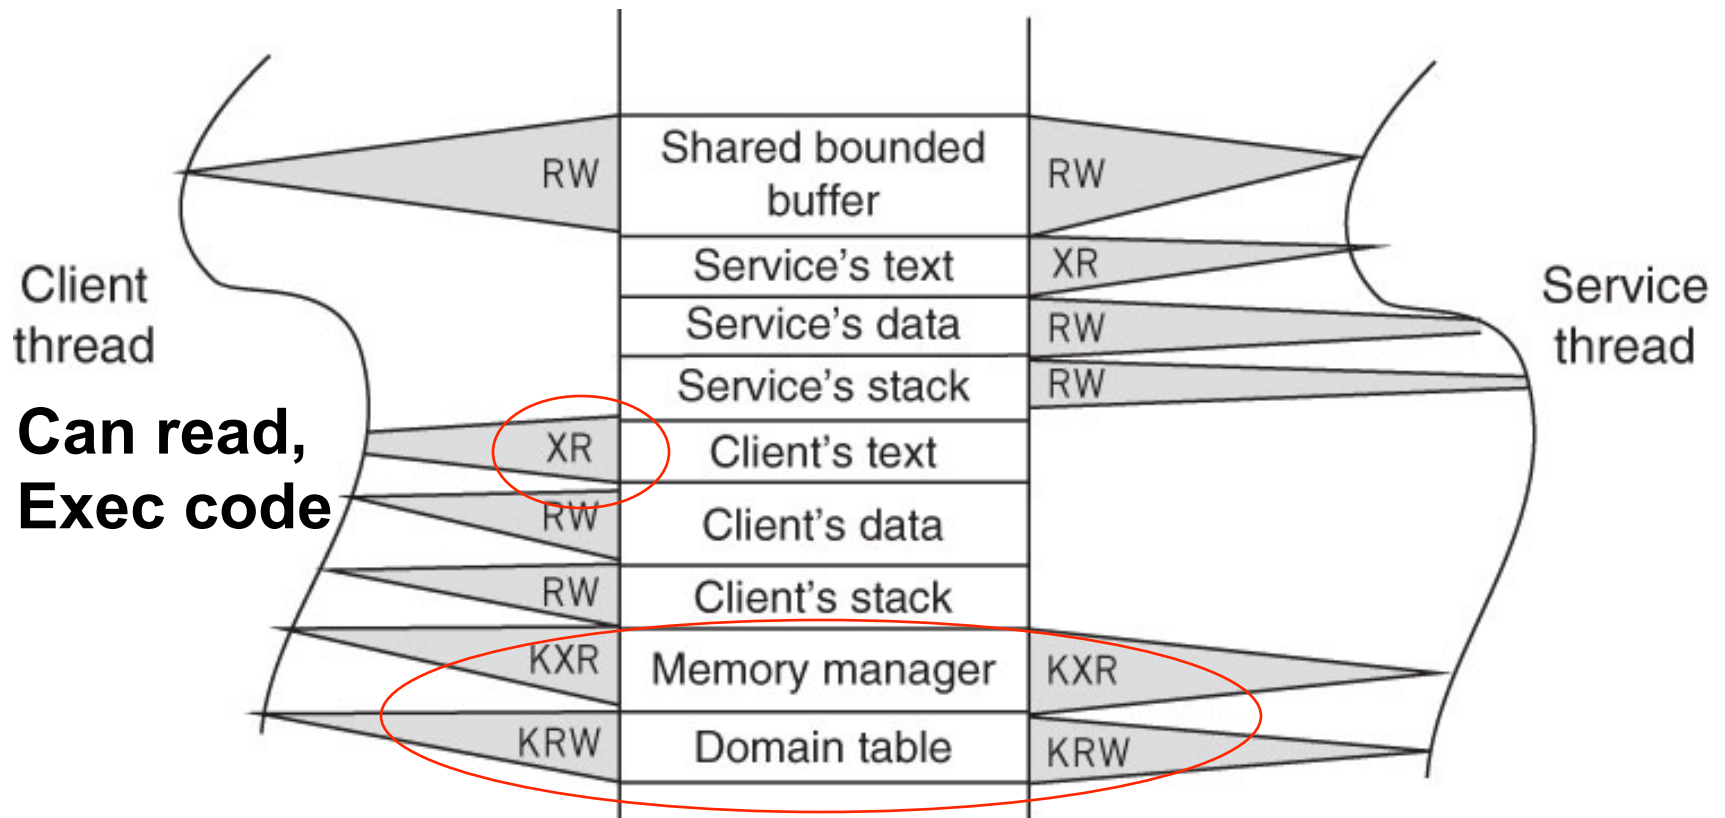 Shared bounded
buffer
RW
RW
Service's text
XR
Client
thread
Service
thread
Service's data
RW
Service's stack
RW
Can read,
Exec code
XR
Client's text
RW
Client's data
RW
Client's stack
KXR
Memory manager
KXR
KRW
Domain table
KRW